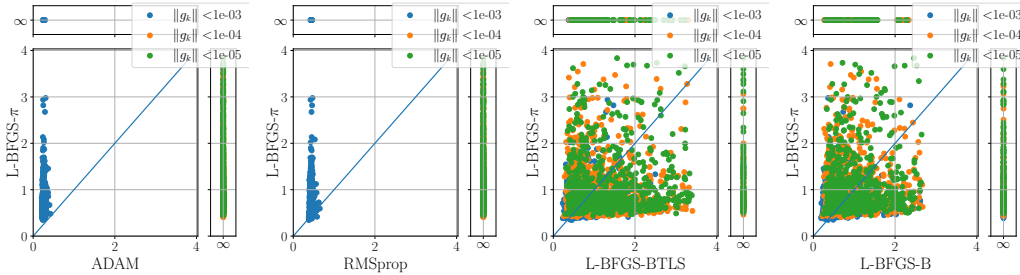 ∞
‖g_k‖ <1e-03
‖g_k‖ <1e-04
‖g_k‖ <1e-05
4
3
2
1
0
L-BFGS-π
0 2 4
∞
ADAM
∞
‖g_k‖ <1e-03
‖g_k‖ <1e-04
‖g_k‖ <1e-05
4
3
2
1
0
L-BFGS-π
0 2 4
∞
RMSprop
∞
‖g_k‖ <1e-03
‖g_k‖ <1e-04
‖g_k‖ <1e-05
4
3
2
1
0
L-BFGS-π
0 2 4
∞
L-BFGS-BTLS
∞
‖g_k‖ <1e-03
‖g_k‖ <1e-04
‖g_k‖ <1e-05
4
3
2
1
0
L-BFGS-π
0 2 4
∞
L-BFGS-B